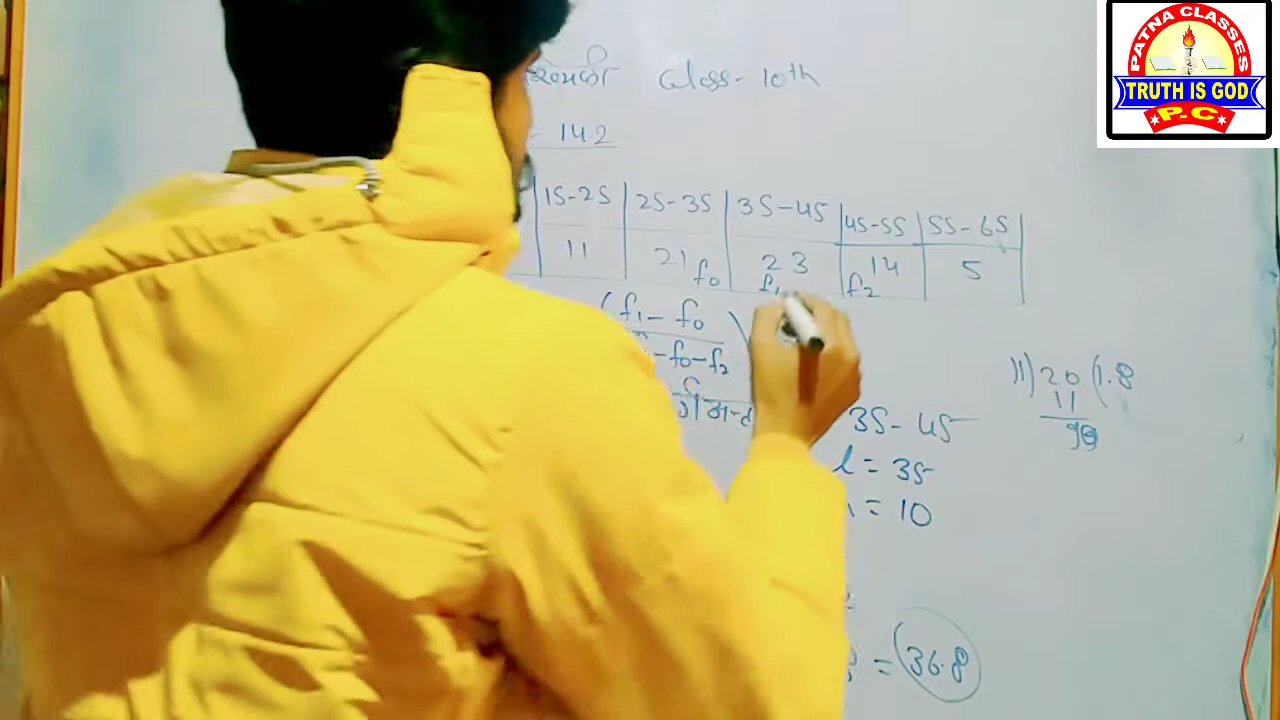 PATNA CLASSES
TRUTH IS GOD
P.C
Class- 10th
14.2
15-25 25-35 35-45 45-55 55-65
11 21 23 14 5
f0 f1 f2
(f1 - f0
-f0-f2
35-45
l = 35
= 10
11)20(1.8
11
90
= 36.8